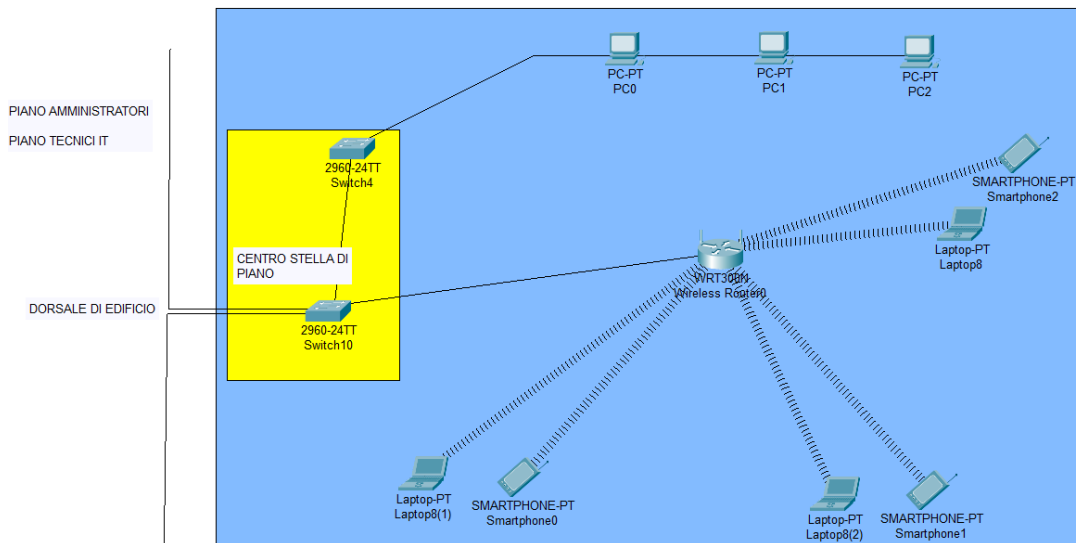 PIANO AMMINISTRATORI
PIANO TECNICI IT
DORSALE DI EDIFICIO
2960-24TT
Switch4
CENTRO STELLA DI
PIANO
2960-24TT
Switch10
PC-PT
PC0
PC-PT
PC1
PC-PT
PC2
SMARTPHONE-PT
Smartphone2
Laptop-PT
Laptop8
WRT300N
Wireless Router0
Laptop-PT
Laptop8(1)
SMARTPHONE-PT
Smartphone0
Laptop-PT
Laptop8(2)
SMARTPHONE-PT
Smartphone1